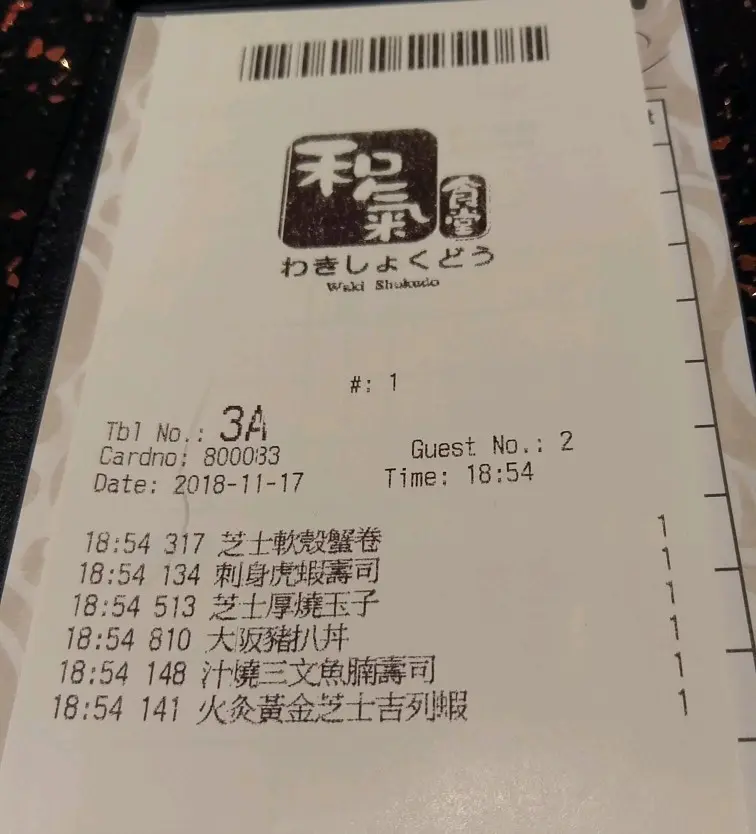 和气氣
食堂
わきしょくどう
Waki Shokudo
#: 1
Tbl No.: 3A
Cardno: 800083 Guest No.: 2
Date: 2018-11-17 Time: 18:54
18:54 317 芝士軟殼蟹卷 1
18:54 134 刺身虎蝦壽司 1
18:54 513 芝士厚燒玉子 1
18:54 810 大阪豬扒丼 1
18:54 148 汁燒三文魚腩壽司 1
18:54 141 火灸黃金芝士吉列蝦 1